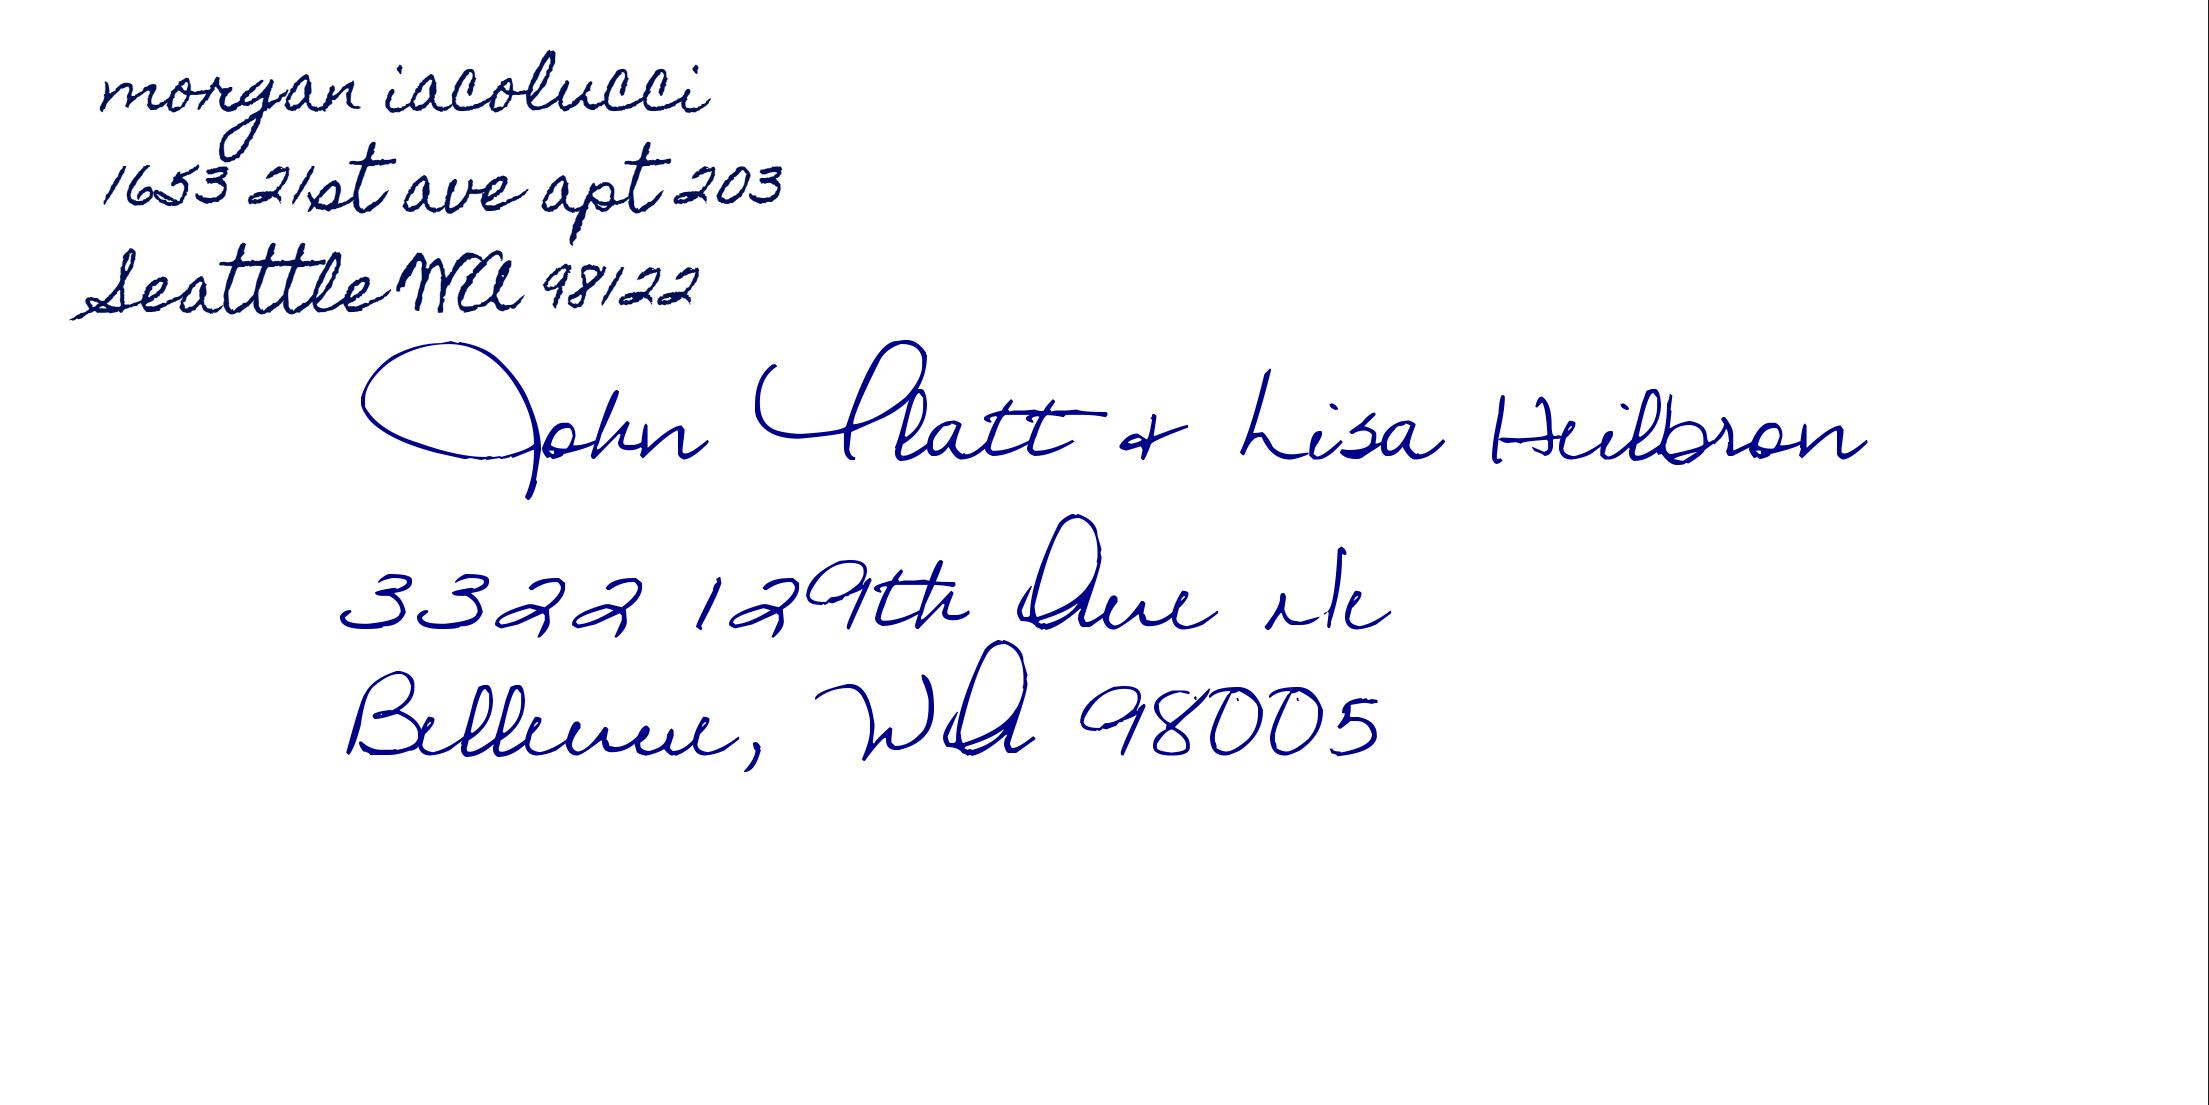 morgan iacolucci
1653 21st ave apt 203
Seatttle WA 98122
John Platt & Lisa Heilbron
3322 129th Ave Ne
Bellevue, WA 98005